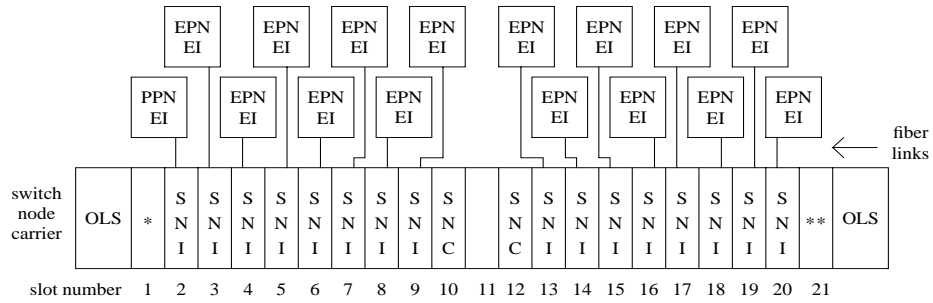 EPN EPN EPN EPN EPN EPN EPN EPN
EI EI EI EI EI EI EI EI
PPN EPN EPN EPN EPN EPN EPN EPN
EI EI EI EI EI EI EI EI
fiber
links
switch
node
carrier
S S S S S S S S S S S S S S S S S S
OLS * N N N N N N N N N N N N N N N N N N ** OLS
I I I I I I I I C C I I I I I I I I
slot number 1 2 3 4 5 6 7 8 9 10 11 12 13 14 15 16 17 18 19 20 21